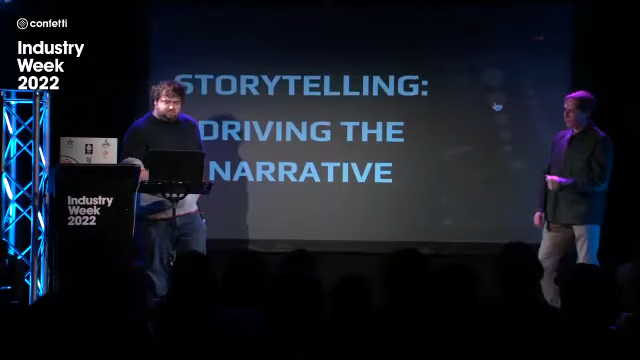 confetti
Industry
Week
2022
STORYTELLING:
DRIVING THE
NARRATIVE
Industry
Week
2022